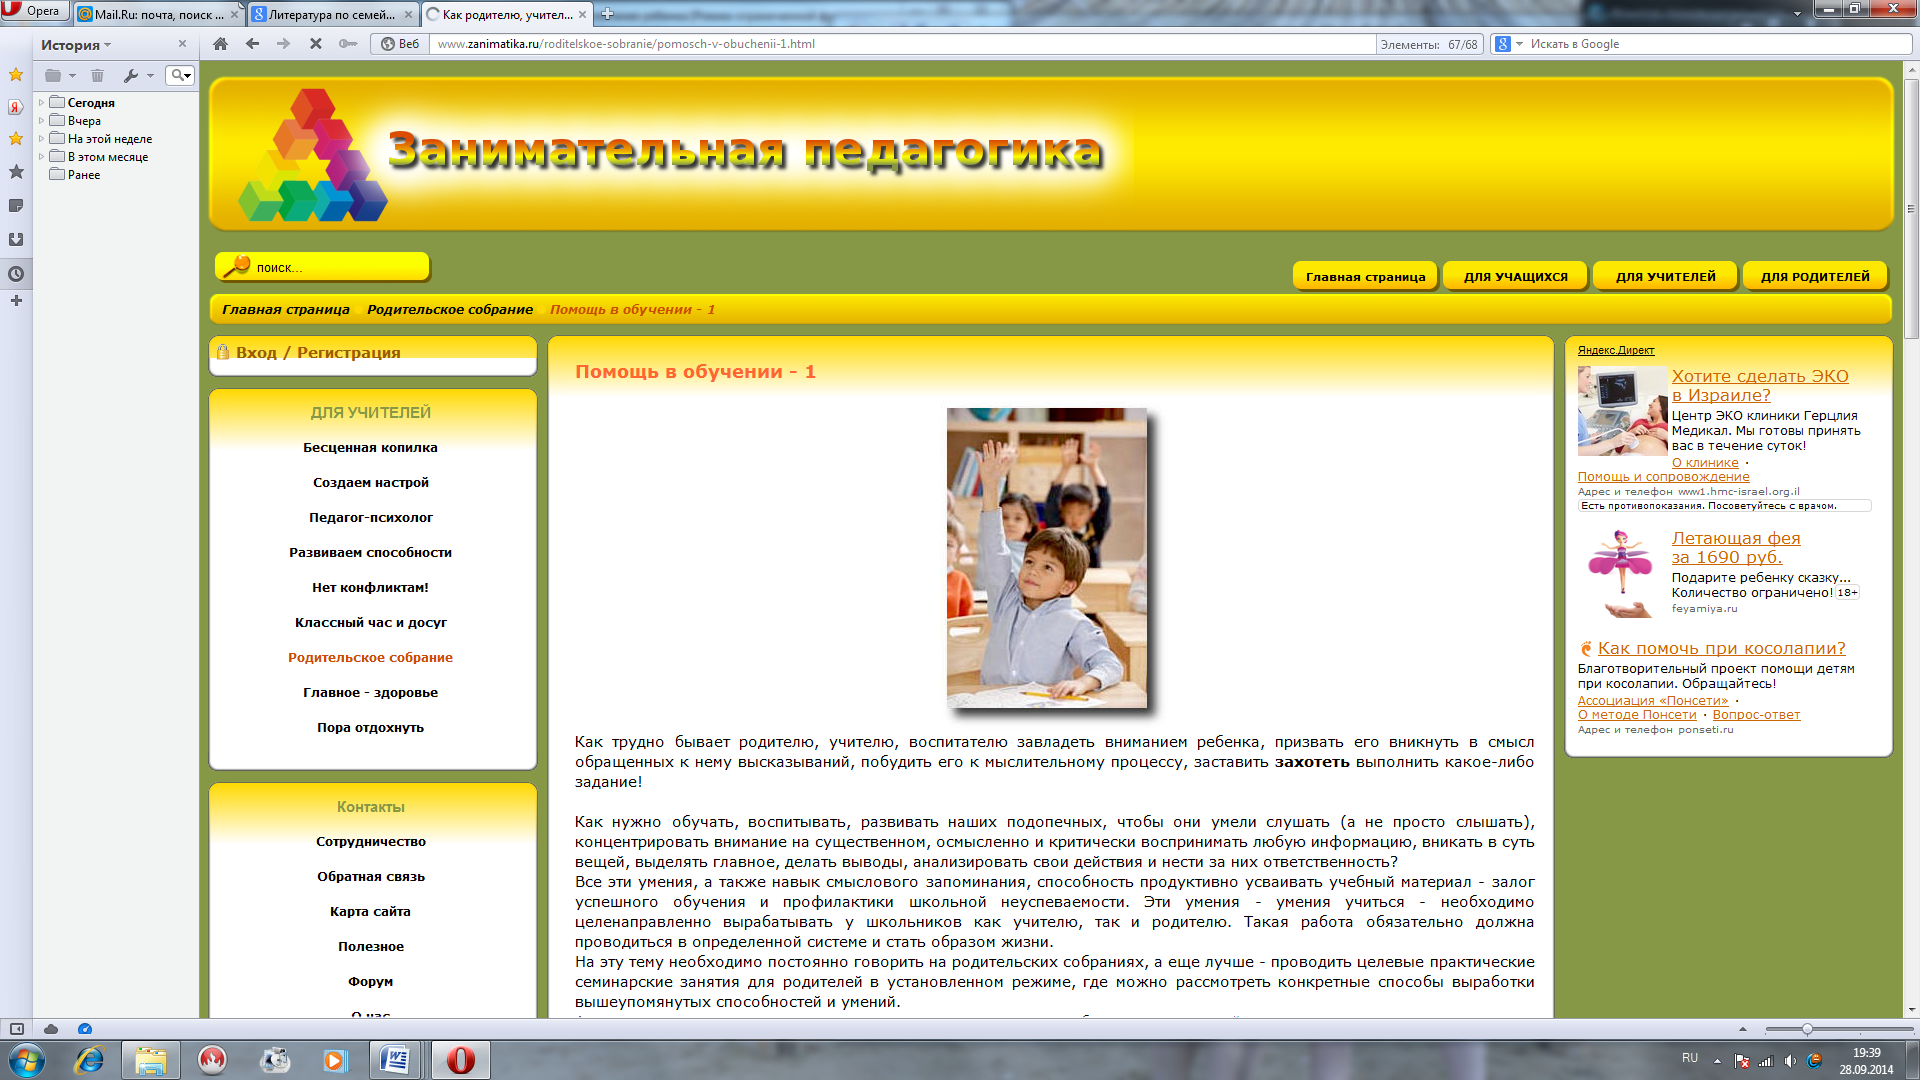 Opera
Mail.Ru: почта, поиск ...
Литература по семей...
Как родителю, учител...
История
Веб
www.zanimatika.ru/roditelskoe-sobranie/pomosch-v-obuchenii-1.html
Элементы: 67/68
Искать в Google
Сегодня
Вчера
На этой неделе
В этом месяце
Ранее
Занимательная педагогика
поиск...
Главная страница
ДЛЯ УЧАЩИХСЯ
ДЛЯ УЧИТЕЛЕЙ
ДЛЯ РОДИТЕЛЕЙ
Главная страница Родительское собрание Помощь в обучении - 1
Вход / Регистрация
ДЛЯ УЧИТЕЛЕЙ
Бесценная копилка
Создаем настрой
Педагог-психолог
Развиваем способности
Нет конфликтам!
Классный час и досуг
Родительское собрание
Главное - здоровье
Пора отдохнуть
Контакты
Сотрудничество
Обратная связь
Карта сайта
Полезное
Форум
О нас
Помощь в обучении - 1
Как трудно бывает родителю, учителю, воспитателю завладеть вниманием ребенка, призвать его вникнуть в смысл
обращенных к нему высказываний, побудить его к мыслительному процессу, заставить захотеть выполнить какое-либо
задание!
Как нужно обучать, воспитывать, развивать наших подопечных, чтобы они умели слушать (а не просто слышать),
концентрировать внимание на существенном, осмысленно и критически воспринимать любую информацию, вникать в суть
вещей, выделять главное, делать выводы, анализировать свои действия и нести за них ответственность?
Все эти умения, а также навык смыслового запоминания, способность продуктивно усваивать учебный материал - залог
успешного обучения и профилактики школьной неуспеваемости. Эти умения - умения учиться - необходимо
целенаправленно вырабатывать у школьников как учителю, так и родителю. Такая работа обязательно должна
проводиться в определенной системе и стать образом жизни.
На эту тему необходимо постоянно говорить на родительских собраниях, а еще лучше - проводить целевые практические
семинарские занятия для родителей в установленном режиме, где можно рассмотреть конкретные способы выработки
вышеупомянутых способностей и умений.
Яндекс.Директ
Хотите сделать ЭКО
в Израиле?
Центр ЭКО клиники Герцлия
Медикал. Мы готовы принять
вас в течение суток!
О клинике ·
Помощь и сопровождение
Адрес и телефон www1.hmc-israel.org.il
Есть противопоказания. Посоветуйтесь с врачом.
Летающая фея
за 1690 руб.
Подарите ребенку сказку...
Количество ограничено! 18+
feyamiya.ru
Как помочь при косолапии?
Благотворительный проект помощи детям
при косолапии. Обращайтесь!
Ассоциация «Понсети» ·
О методе Понсети · Вопрос-ответ
Адрес и телефон ponseti.ru
RU
19:39
28.09.2014